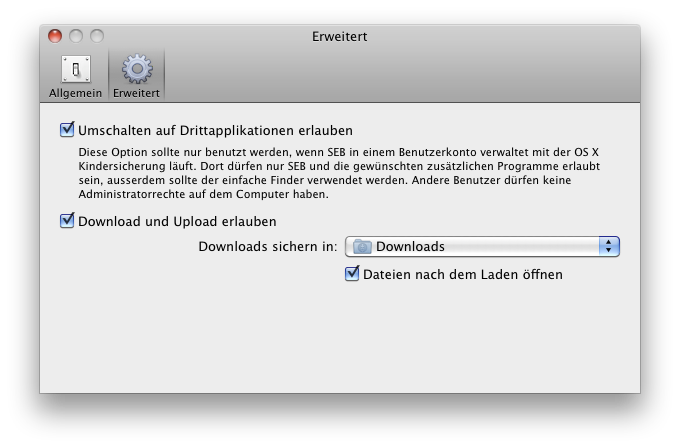 Erweitert
Allgemein
Erweitert
Umschalten auf Drittapplikationen erlauben
Diese Option sollte nur benutzt werden, wenn SEB in einem Benutzerkonto verwaltet mit der OS X
Kindersicherung läuft. Dort dürfen nur SEB und die gewünschten zusätzlichen Programme erlaubt
sein, ausserdem sollte der einfache Finder verwendet werden. Andere Benutzer dürfen keine
Administratorrechte auf dem Computer haben.
Download und Upload erlauben
Downloads sichern in: Downloads
Dateien nach dem Laden öffnen